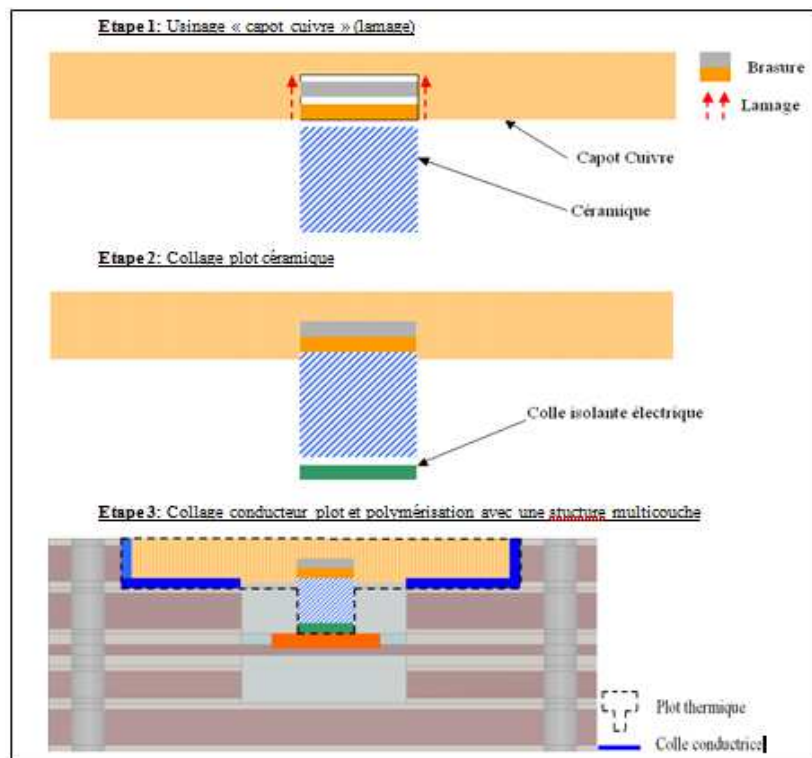 Etape 1: Usinage « capot cuivre » (lamage)
Brasure
Lamage
Capot Cuivre
Céramique
Etape 2: Collage plot céramique
Colle isolante électrique
Etape 3: Collage conducteur plot et polymérisation avec une stucture multicouche
Plot thermique
Colle conductrice